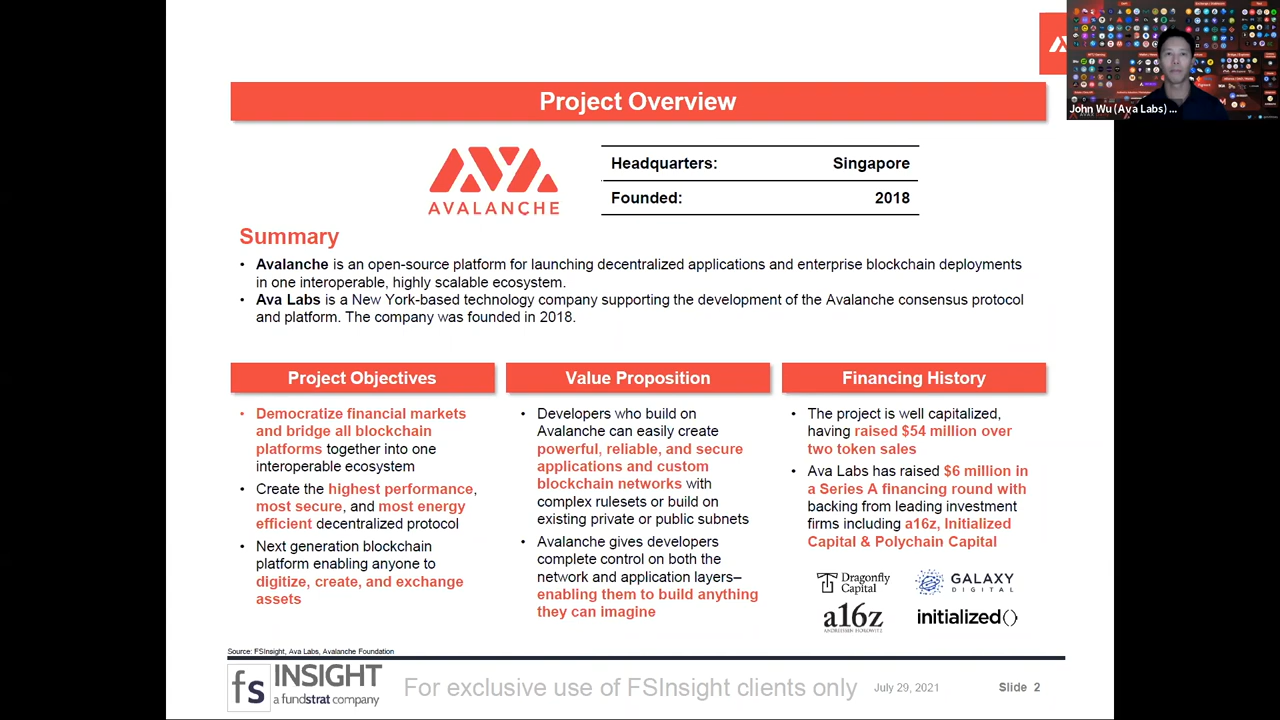 John Wu (Ava Labs) ...
Project Overview
AVALANCHE
Headquarters: Singapore
Founded: 2018
Summary
• Avalanche is an open-source platform for launching decentralized applications and enterprise blockchain deployments
in one interoperable, highly scalable ecosystem.
• Ava Labs is a New York-based technology company supporting the development of the Avalanche consensus protocol
and platform. The company was founded in 2018.
Project Objectives
• Democratize financial markets
and bridge all blockchain
platforms together into one
interoperable ecosystem
• Create the highest performance,
most secure, and most energy
efficient decentralized protocol
• Next generation blockchain
platform enabling anyone to
digitize, create, and exchange
assets
Value Proposition
• Developers who build on
Avalanche can easily create
powerful, reliable, and secure
applications and custom
blockchain networks with
complex rulesets or build on
existing private or public subnets
• Avalanche gives developers
complete control on both the
network and application layers–
enabling them to build anything
they can imagine
Financing History
• The project is well capitalized,
having raised $54 million over
two token sales
• Ava Labs has raised $6 million in
a Series A financing round with
backing from leading investment
firms including a16z, Initialized
Capital & Polychain Capital
Dragonfly
Capital
GALAXY
DIGITAL
a16z
ANDREESSEN HOROWITZ
initialized()
Source: FSInsight, Ava Labs, Avalanche Foundation
fs INSIGHT
a fundstrat company
For exclusive use of FSInsight clients only
July 29, 2021
Slide 2